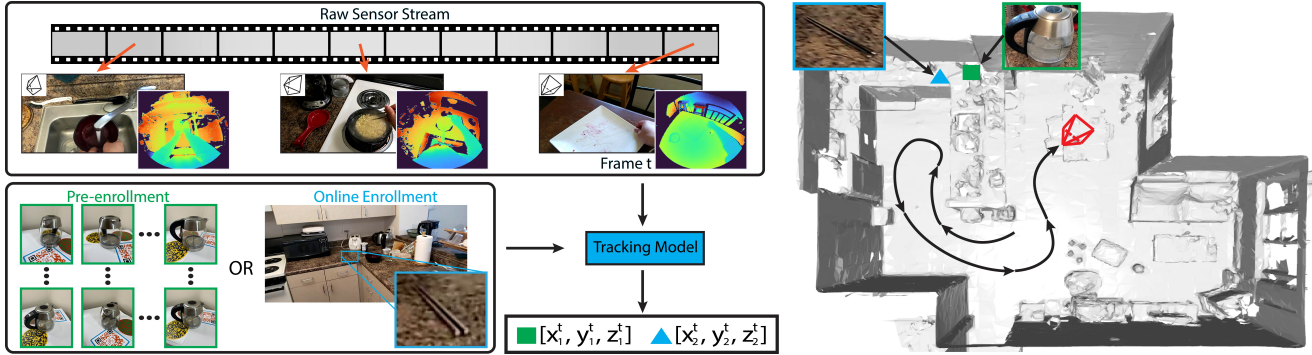 Raw Sensor Stream
Frame t
Pre-enrollment
OR
Online Enrollment
Tracking Model
[x₁ᵗ, y₁ᵗ, z₁ᵗ] [x₂ᵗ, y₂ᵗ, z₂ᵗ]